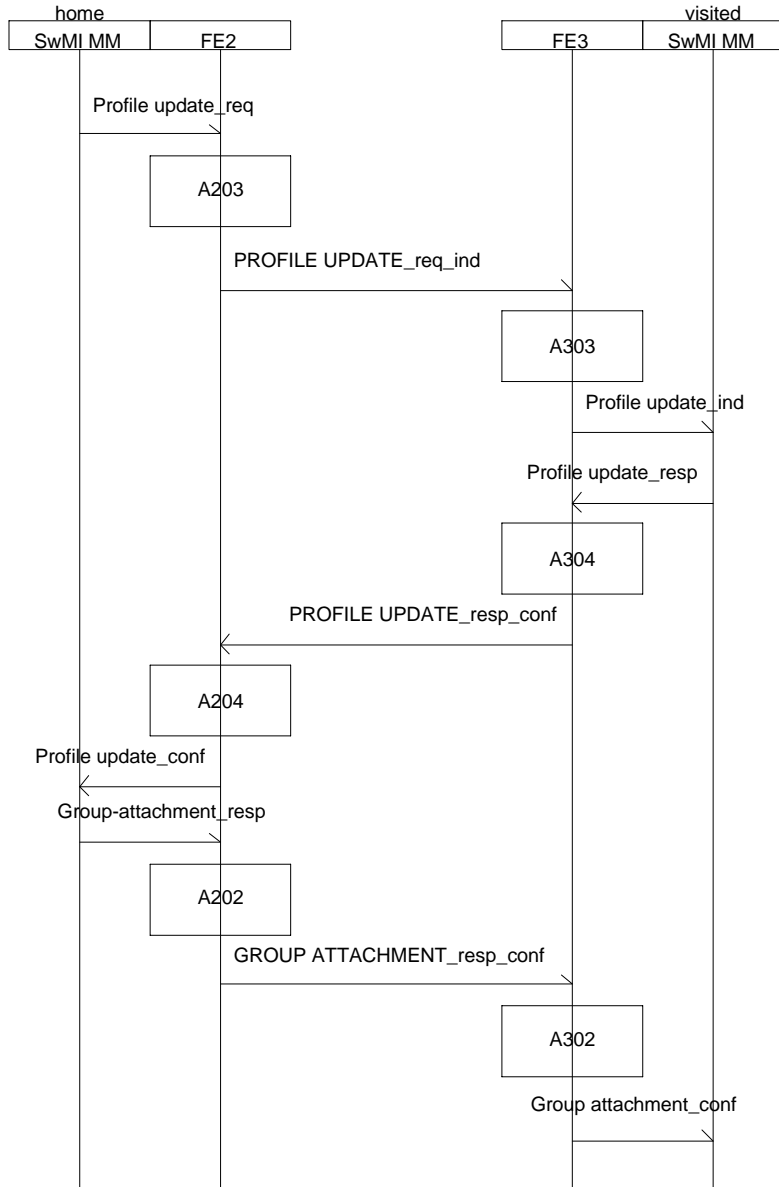 home visited
SwMI MM FE2 FE3 SwMI MM
Profile update_req
A203
PROFILE UPDATE_req_ind
A303
Profile update_ind
Profile update_resp
A304
PROFILE UPDATE_resp_conf
A204
Profile update_conf
Group-attachment_resp
A202
GROUP ATTACHMENT_resp_conf
A302
Group attachment_conf